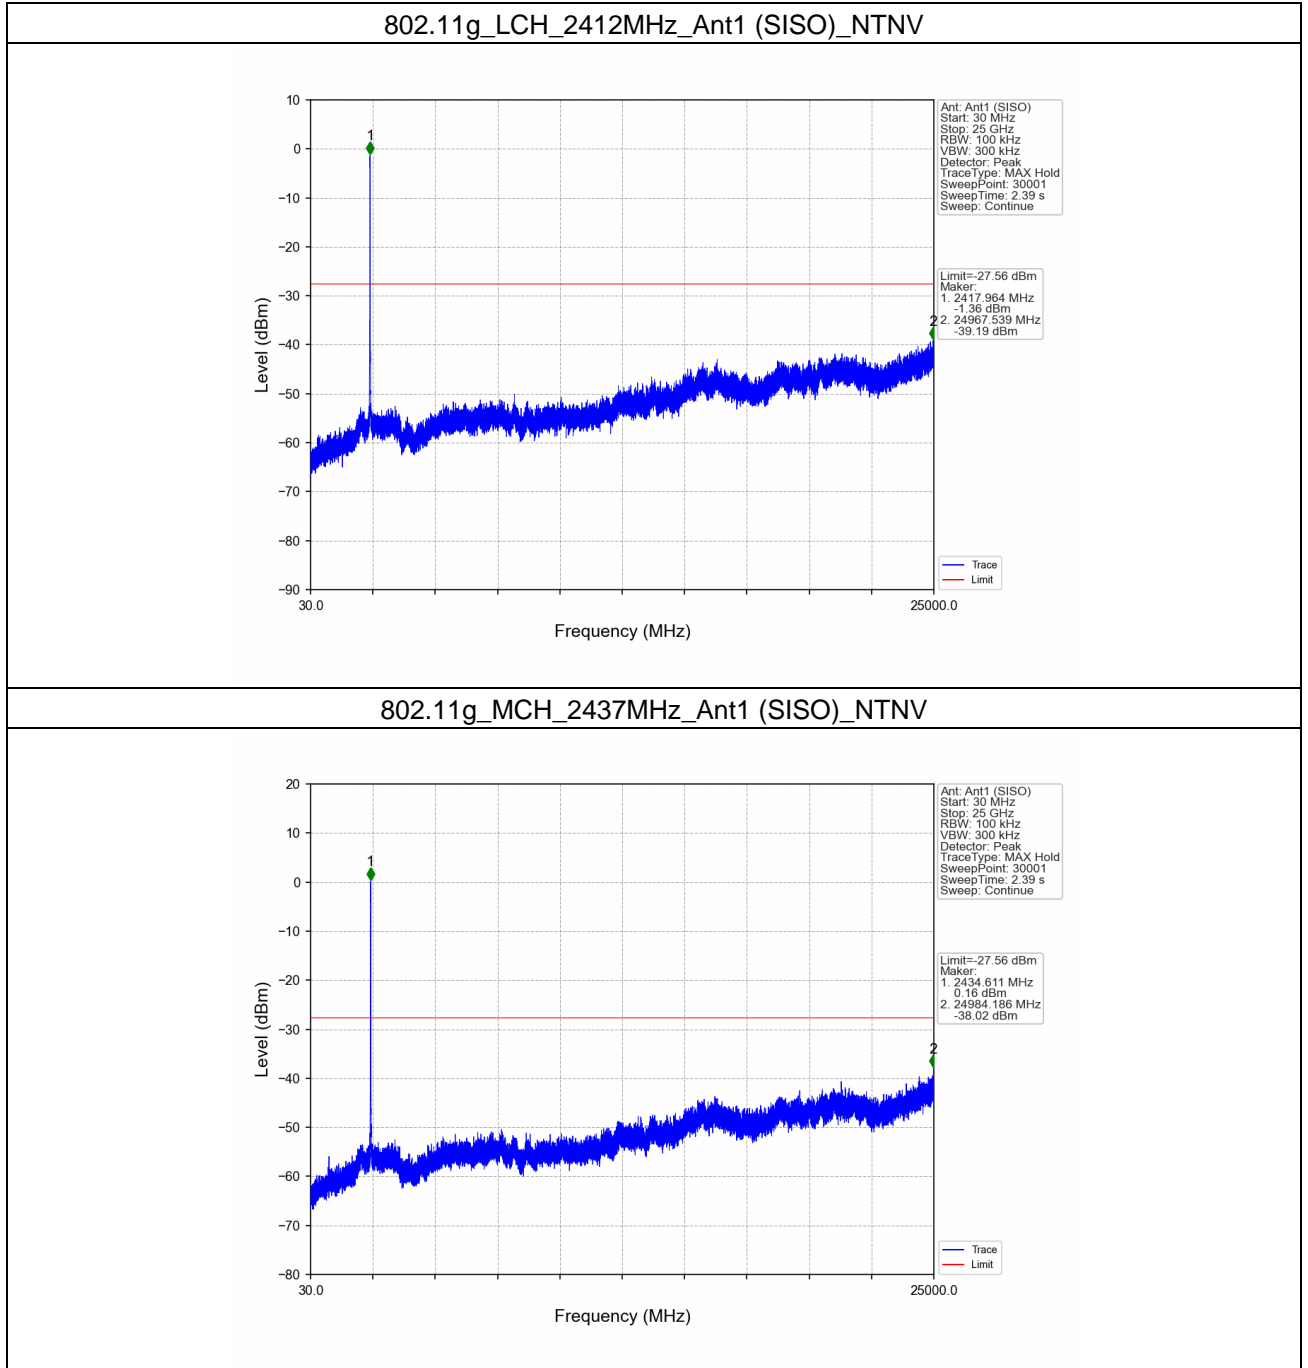 802.11g_LCH_2412MHz_Ant1 (SISO)_NTNV
10
0
−10
−20
−30
−40
−50
−60
−70
−80
−90
Level (dBm)
1
2
30.0
25000.0
Frequency (MHz)
Ant: Ant1 (SISO)
Start: 30 MHz
Stop: 25 GHz
RBW: 100 kHz
VBW: 300 kHz
Detector: Peak
TraceType: MAX Hold
SweepPoint: 30001
SweepTime: 2.39 s
Sweep: Continue
Limit=-27.56 dBm
Maker:
1. 2417.964 MHz
-1.36 dBm
2. 24967.539 MHz
-39.19 dBm
Trace
Limit
802.11g_MCH_2437MHz_Ant1 (SISO)_NTNV
20
10
0
−10
−20
−30
−40
−50
−60
−70
−80
Level (dBm)
1
2
30.0
25000.0
Frequency (MHz)
Ant: Ant1 (SISO)
Start: 30 MHz
Stop: 25 GHz
RBW: 100 kHz
VBW: 300 kHz
Detector: Peak
TraceType: MAX Hold
SweepPoint: 30001
SweepTime: 2.39 s
Sweep: Continue
Limit=-27.56 dBm
Maker:
1. 2434.611 MHz
0.16 dBm
2. 24984.186 MHz
-38.02 dBm
Trace
Limit